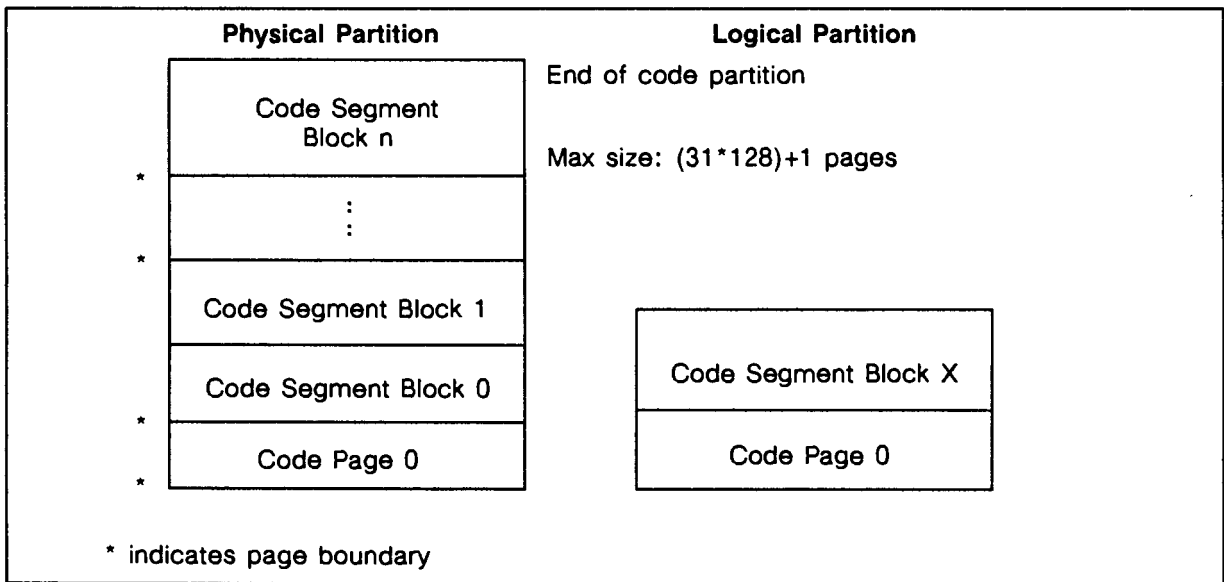 Physical Partition
Logical Partition
End of code partition
Code Segment
Block n
Max size: (31*128)+1 pages
*
:
:
*
Code Segment Block 1
Code Segment Block X
Code Segment Block 0
*
Code Page 0
Code Page 0
*
* indicates page boundary